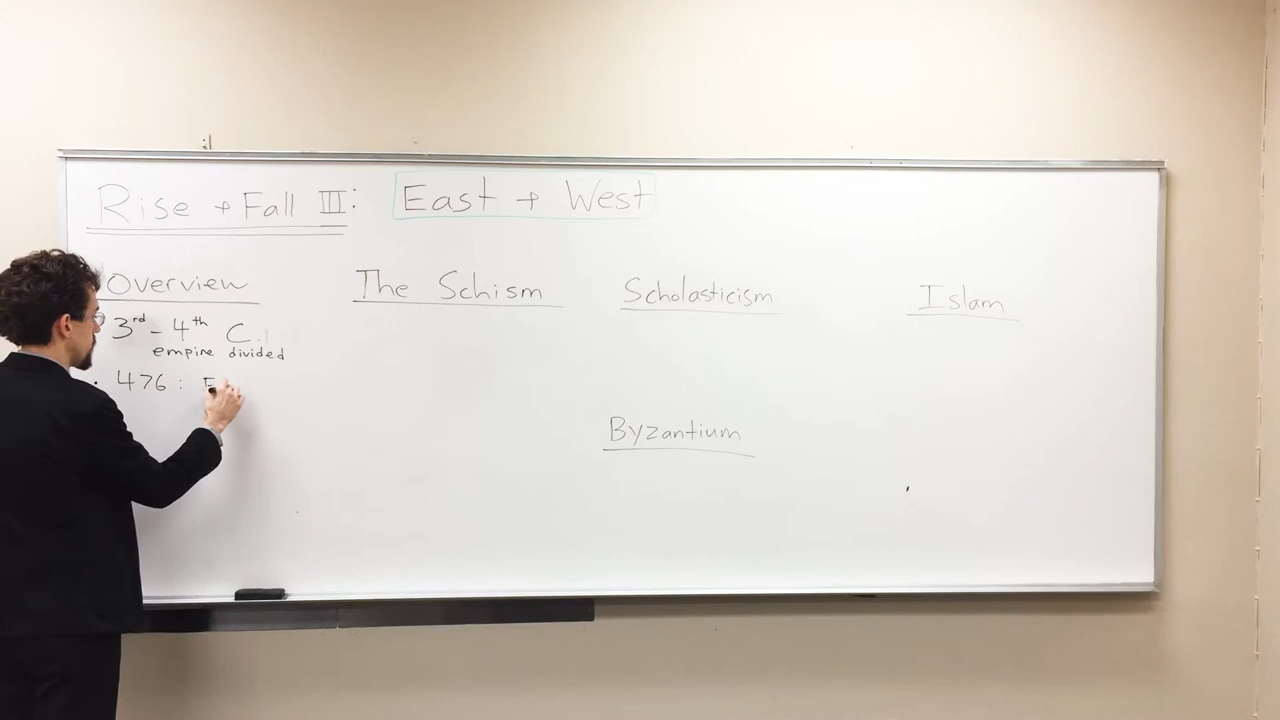 Rise + Fall III: East + West
Overview
3rd - 4th C.
empire divided
• 476: F
The Schism
Scholasticism
Byzantium
Islam